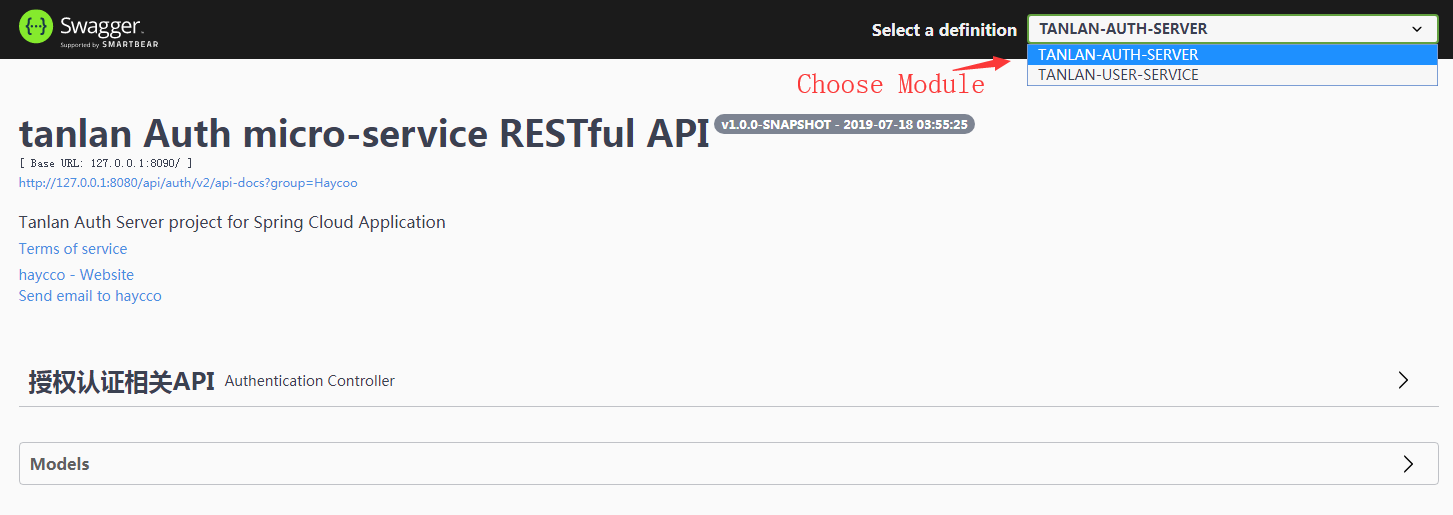 Swagger.
Supported by SMARTBEAR
Select a definition
TANLAN-AUTH-SERVER
TANLAN-AUTH-SERVER
TANLAN-USER-SERVICE
Choose Module
tanlan Auth micro-service RESTful API v1.0.0-SNAPSHOT - 2019-07-18 03:55:25
[ Base URL: 127.0.0.1:8090/ ]
http://127.0.0.1:8080/api/auth/v2/api-docs?group=Haycoo
Tanlan Auth Server project for Spring Cloud Application
Terms of service
haycco - Website
Send email to haycco
授权认证相关API Authentication Controller
Models